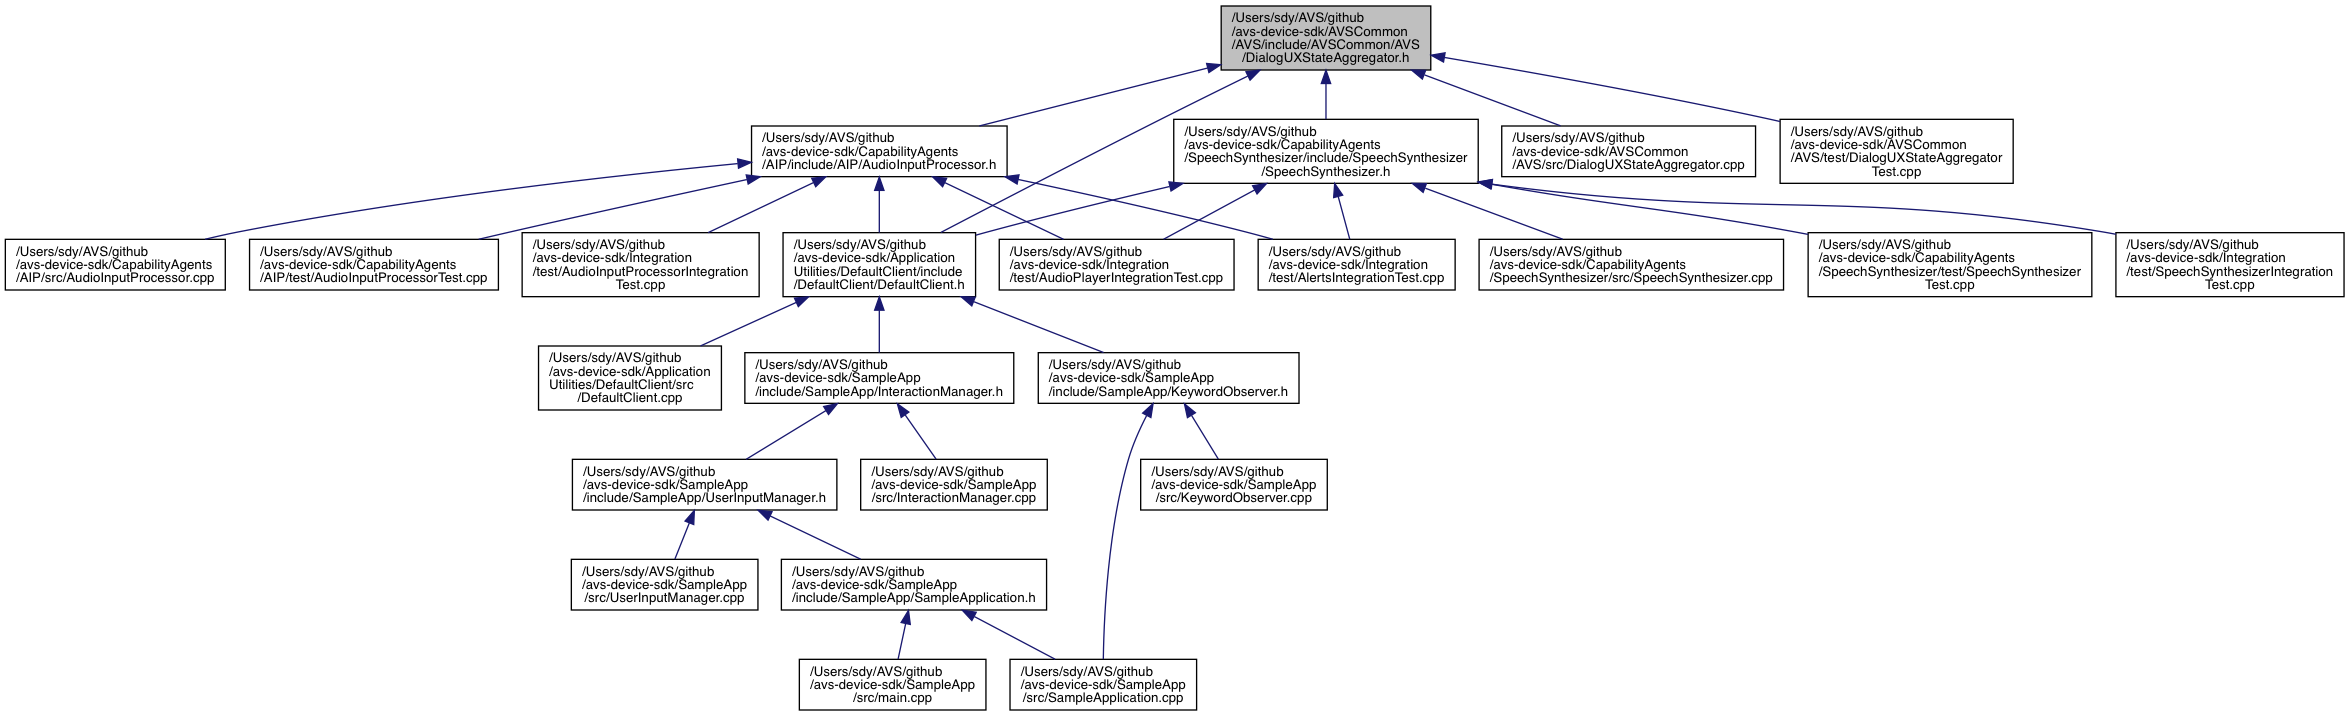 /Users/sdy/AVS/github
/avs-device-sdk/AVSCommon
/AVS/include/AVSCommon/AVS
/DialogUXStateAggregator.h
/Users/sdy/AVS/github
/avs-device-sdk/CapabilityAgents
/AIP/include/AIP/AudioInputProcessor.h
/Users/sdy/AVS/github
/avs-device-sdk/CapabilityAgents
/SpeechSynthesizer/include/SpeechSynthesizer
/SpeechSynthesizer.h
/Users/sdy/AVS/github
/avs-device-sdk/AVSCommon
/AVS/src/DialogUXStateAggregator.cpp
/Users/sdy/AVS/github
/avs-device-sdk/AVSCommon
/AVS/test/DialogUXStateAggregator
Test.cpp
/Users/sdy/AVS/github
/avs-device-sdk/CapabilityAgents
/AIP/src/AudioInputProcessor.cpp
/Users/sdy/AVS/github
/avs-device-sdk/CapabilityAgents
/AIP/test/AudioInputProcessorTest.cpp
/Users/sdy/AVS/github
/avs-device-sdk/Integration
/test/AudioInputProcessorIntegration
Test.cpp
/Users/sdy/AVS/github
/avs-device-sdk/Application
Utilities/DefaultClient/include
/DefaultClient/DefaultClient.h
/Users/sdy/AVS/github
/avs-device-sdk/Integration
/test/AudioPlayerIntegrationTest.cpp
/Users/sdy/AVS/github
/avs-device-sdk/Integration
/test/AlertsIntegrationTest.cpp
/Users/sdy/AVS/github
/avs-device-sdk/CapabilityAgents
/SpeechSynthesizer/src/SpeechSynthesizer.cpp
/Users/sdy/AVS/github
/avs-device-sdk/CapabilityAgents
/SpeechSynthesizer/test/SpeechSynthesizer
Test.cpp
/Users/sdy/AVS/github
/avs-device-sdk/Integration
/test/SpeechSynthesizerIntegration
Test.cpp
/Users/sdy/AVS/github
/avs-device-sdk/Application
Utilities/DefaultClient/src
/DefaultClient.cpp
/Users/sdy/AVS/github
/avs-device-sdk/SampleApp
/include/SampleApp/InteractionManager.h
/Users/sdy/AVS/github
/avs-device-sdk/SampleApp
/include/SampleApp/KeywordObserver.h
/Users/sdy/AVS/github
/avs-device-sdk/SampleApp
/include/SampleApp/UserInputManager.h
/Users/sdy/AVS/github
/avs-device-sdk/SampleApp
/src/InteractionManager.cpp
/Users/sdy/AVS/github
/avs-device-sdk/SampleApp
/src/KeywordObserver.cpp
/Users/sdy/AVS/github
/avs-device-sdk/SampleApp
/src/UserInputManager.cpp
/Users/sdy/AVS/github
/avs-device-sdk/SampleApp
/include/SampleApp/SampleApplication.h
/Users/sdy/AVS/github
/avs-device-sdk/SampleApp
/src/main.cpp
/Users/sdy/AVS/github
/avs-device-sdk/SampleApp
/src/SampleApplication.cpp